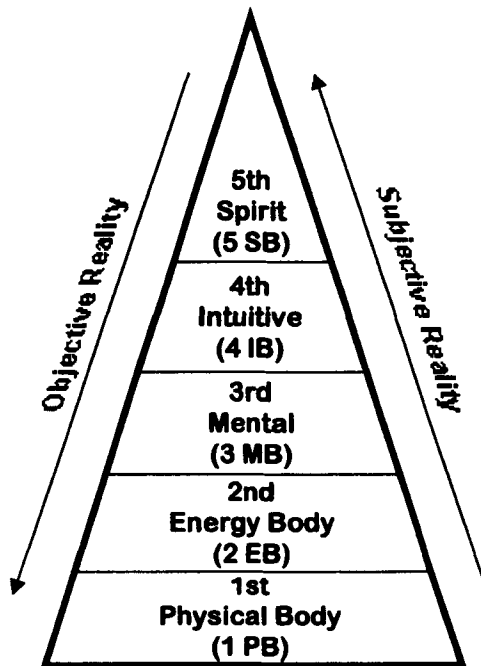 5th
Spirit
(5 SB)
4th
Intuitive
(4 IB)
3rd
Mental
(3 MB)
2nd
Energy Body
(2 EB)
1st
Physical Body
(1 PB)
Objective Reality
Subjective Reality